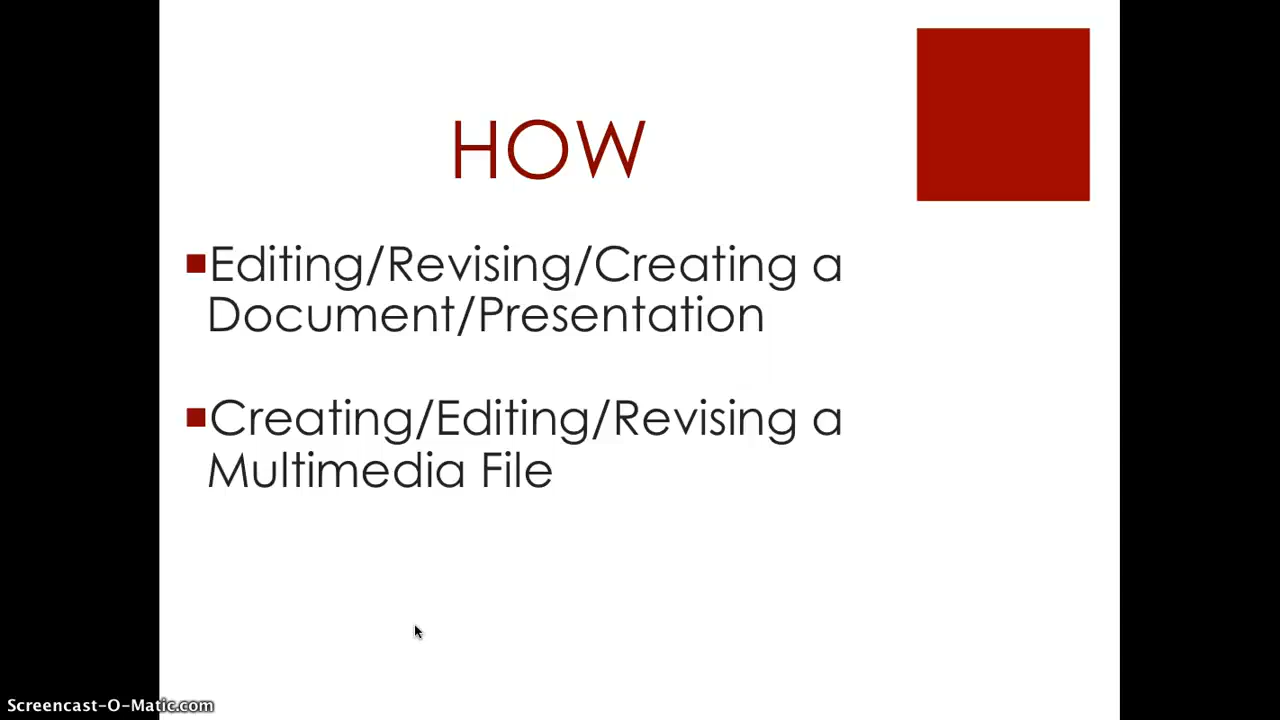 HOW
Editing/Revising/Creating a
Document/Presentation
Creating/Editing/Revising a
Multimedia File
Screencast-O-Matic.com